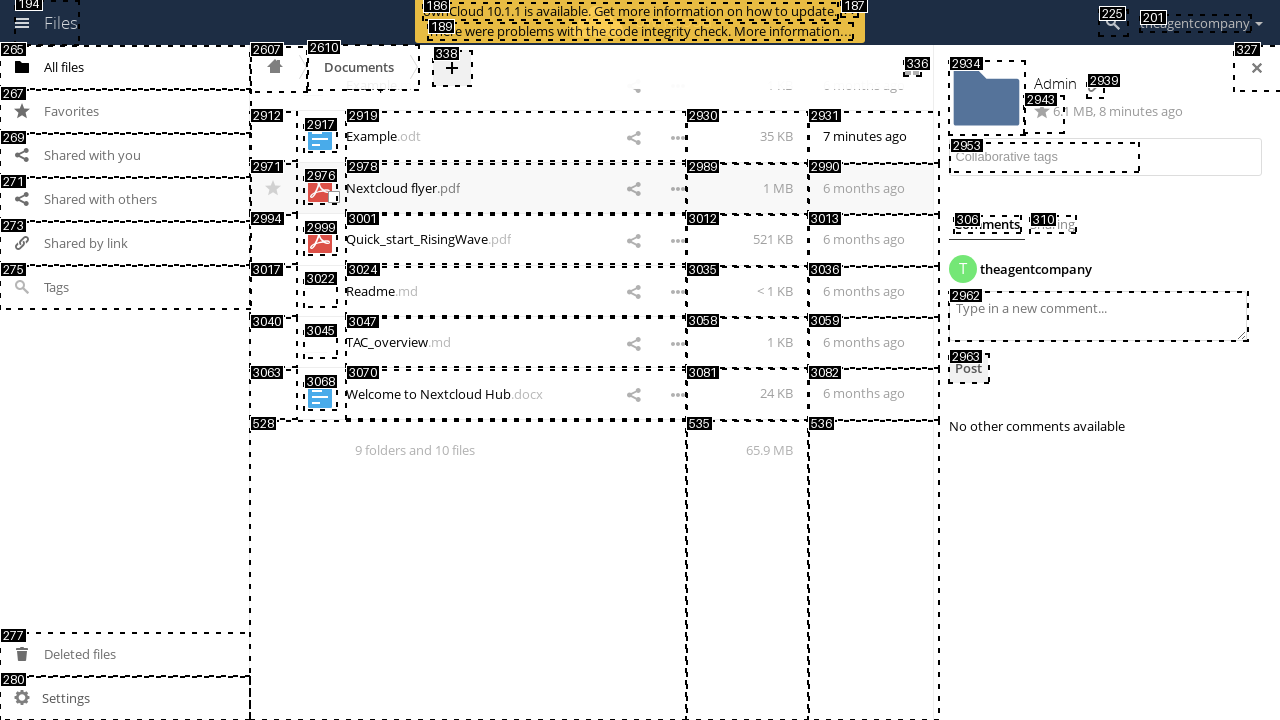 194
Files
186
ownCloud 10.1.1 is available. Get more information on how to update.
187
189
There were problems with the code integrity check. More information...
225
201
theagentcompany
265
All files
267
Favorites
269
Shared with you
271
Shared with others
273
Shared by link
275
Tags
277
Deleted files
280
Settings
2607
2610
Documents
338
+
336
327
2912
2917
2919
Example.odt
2930
35 KB
2931
7 minutes ago
2971
2976
2978
Nextcloud flyer.pdf
2989
1 MB
2990
6 months ago
2994
2999
3001
Quick_start_RisingWave.pdf
3012
521 KB
3013
6 months ago
3017
3022
3024
Readme.md
3035
< 1 KB
3036
6 months ago
3040
3045
3047
TAC_overview.md
3058
1 KB
3059
6 months ago
3063
3068
3070
Welcome to Nextcloud Hub.docx
3081
24 KB
3082
6 months ago
528
9 folders and 10 files
535
65.9 MB
536
2934
Admin
2939
2943
6.1 MB, 8 minutes ago
2953
Collaborative tags
306
Comments
310
Sharing
T
theagentcompany
2962
Type in a new comment...
2963
Post
No other comments available